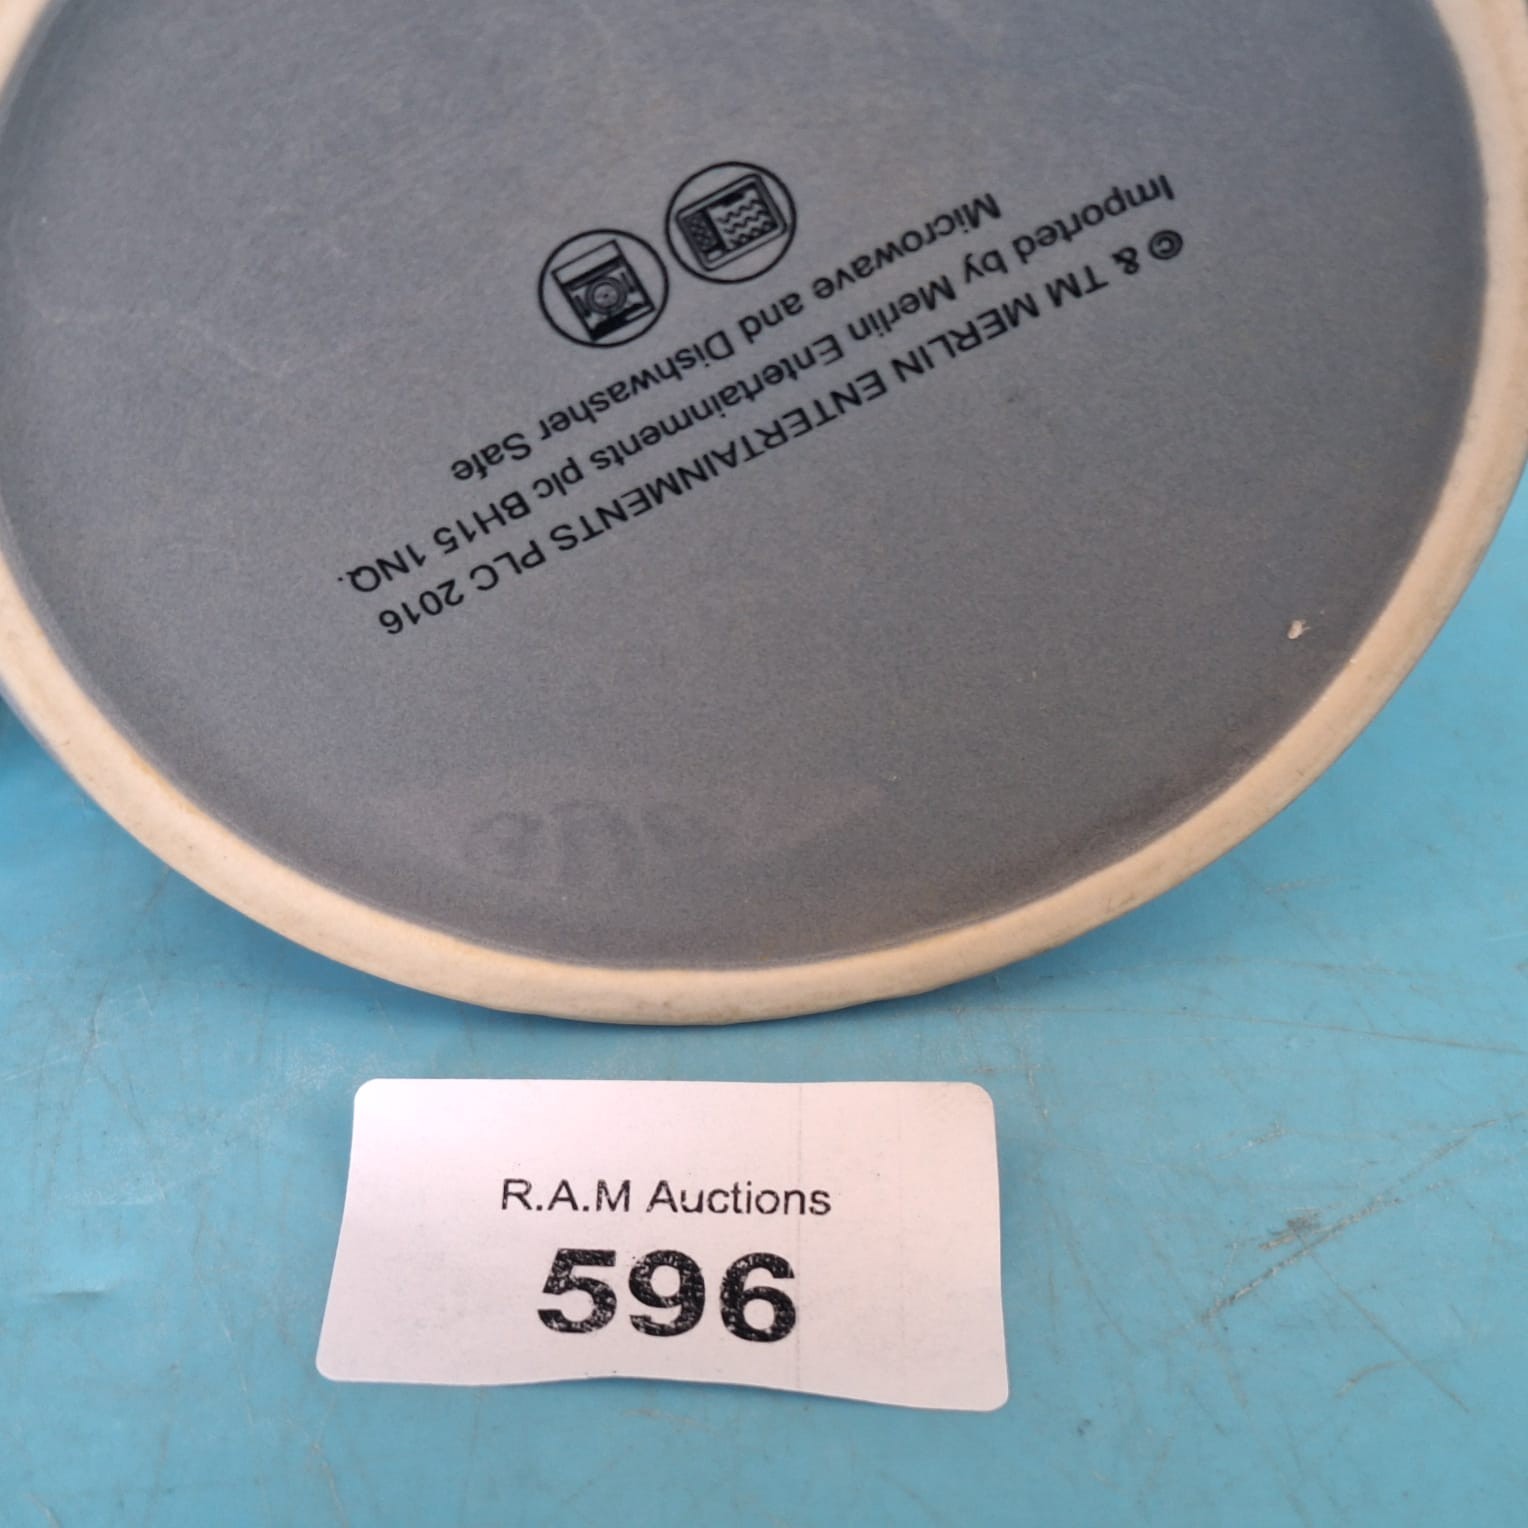 © & TM MERLIN ENTERTAINMENTS PLC 2016
Imported by Merlin Entertainments plc BH15 1NQ.
Microwave and Dishwasher Safe
R.A.M Auctions
596